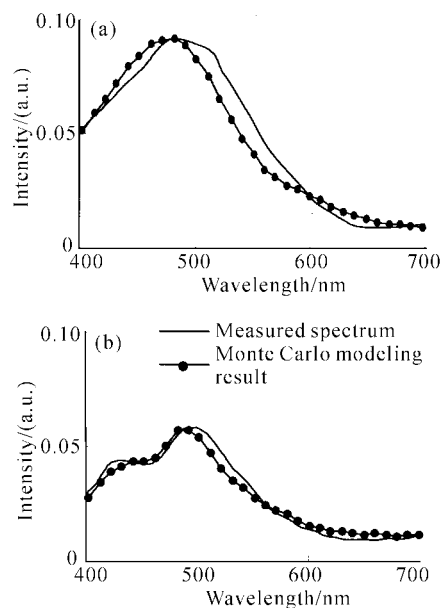 (a)
0.10
0.05
0
Intensity/(a.u.)
400 500 600 700
Wavelength/nm
(b)
0.10
0.05
0
Intensity/(a.u.)
Measured spectrum
Monte Carlo modeling
result
400 500 600 700
Wavelength/nm